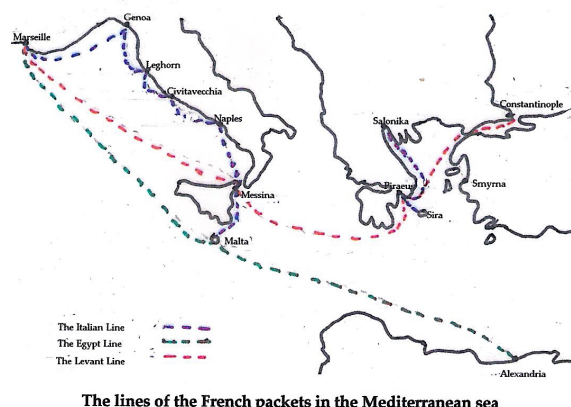 Genoa
Marseille
Leghorn
Civitavecchia
Naples
Constantinople
Salonika
Messina
Piraeus
Smyrna
Sira
Malta
The Italian Line
The Egypt Line
The Levant Line
Alexandria
The lines of the French packets in the Mediterranean sea